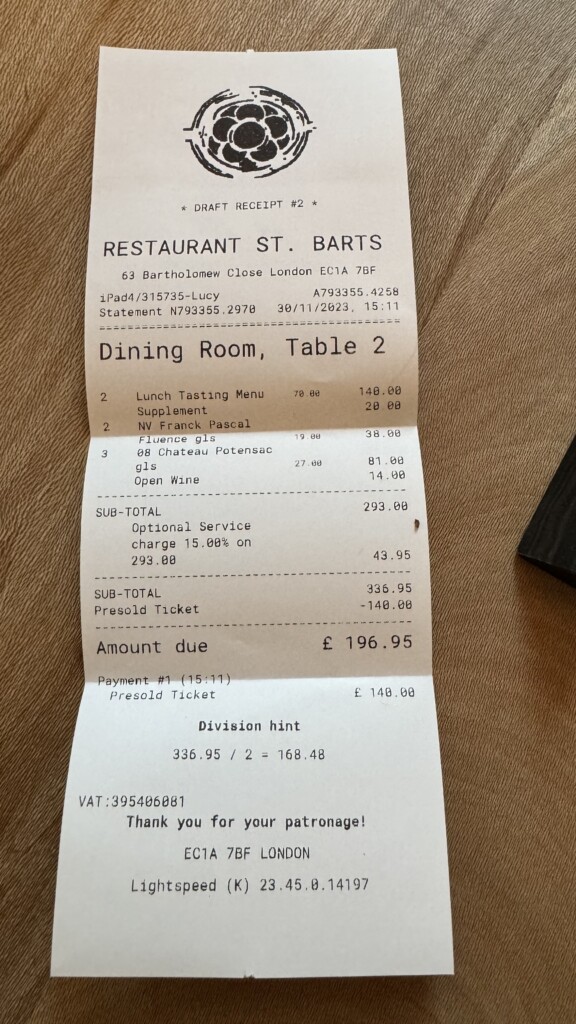 * DRAFT RECEIPT #2 *
RESTAURANT ST. BARTS
63 Bartholomew Close London EC1A 7BF
iPad4/315735-Lucy A793355.4258
Statement N793355.2970 30/11/2023, 15:11
Dining Room, Table 2
2 Lunch Tasting Menu 70.00 140.00
Supplement 20.00
2 NV Franck Pascal
Fluence gls 19.00 38.00
3 08 Chateau Potensac
gls 27.00 81.00
Open Wine 14.00
SUB-TOTAL 293.00
Optional Service
charge 15.00% on
293.00 43.95
SUB-TOTAL 336.95
Presold Ticket -140.00
Amount due £ 196.95
Payment #1 (15:11)
Presold Ticket £ 140.00
Division hint
336.95 / 2 = 168.48
VAT:395406081
Thank you for your patronage!
EC1A 7BF LONDON
Lightspeed (K) 23.45.0.14197